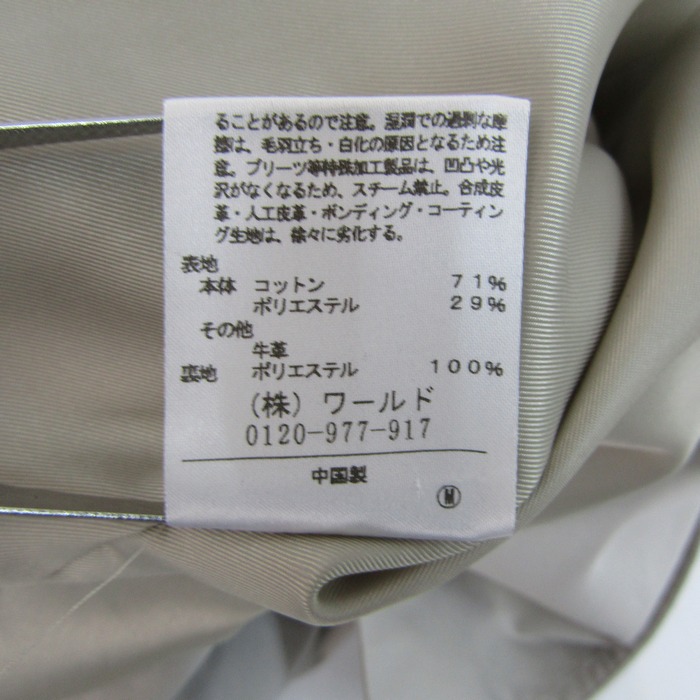 ることがあるので注意。湿潤での過剰な摩
擦は、毛羽立ち・白化の原因となるため注
意。プリーツ等特殊加工製品は、凹凸や光
沢がなくなるため、スチーム禁止。合成皮
革・人工皮革・ボンディング・コーティン
グ生地は、徐々に劣化する。
表地
本体 コットン 71%
ポリエステル 29%
その他
牛革
裏地 ポリエステル 100%
(株)ワールド
0120-977-917
中国製
M